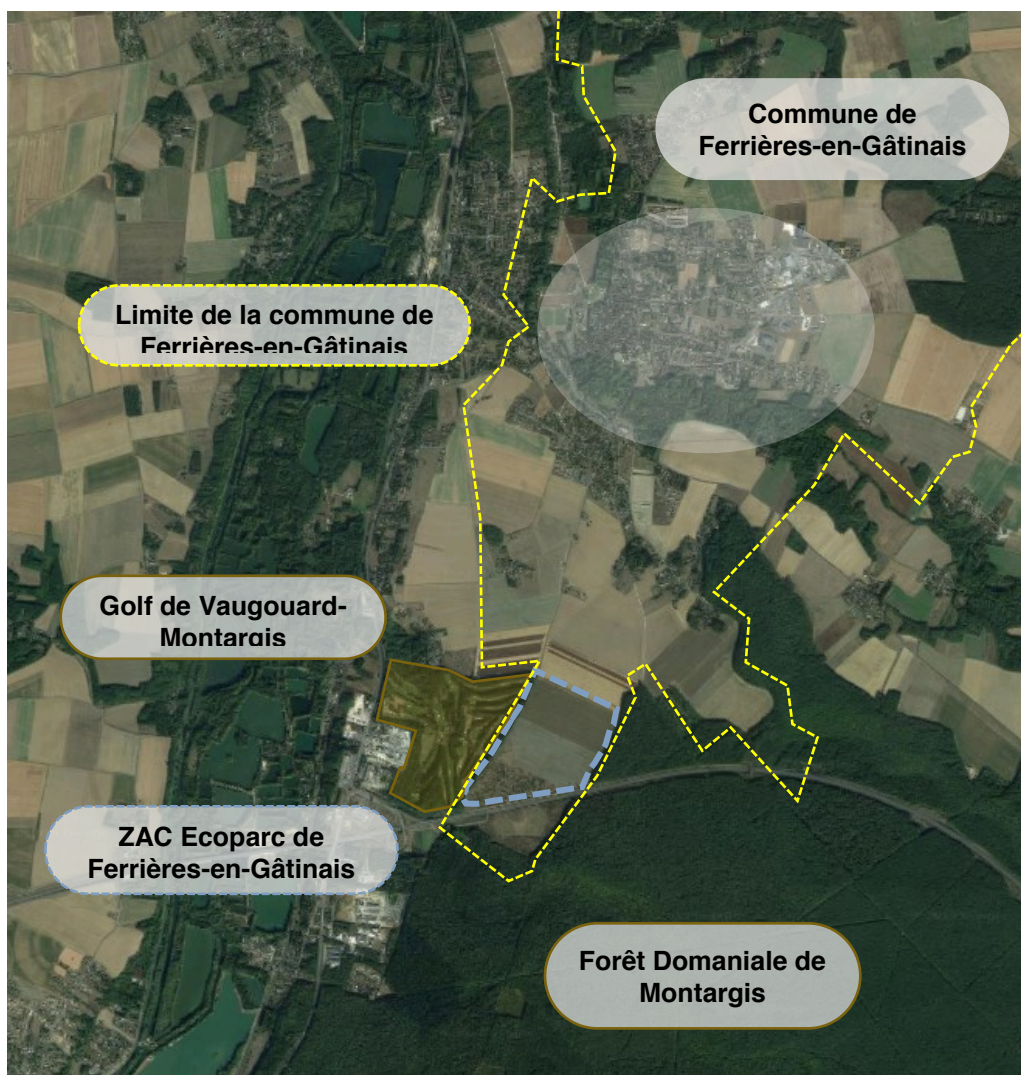 Commune de
Ferrières-en-Gâtinais
Limite de la commune de
Ferrières-en-Gâtinais
Golf de Vaugouard-
Montargis
ZAC Ecoparc de
Ferrières-en-Gâtinais
Forêt Domaniale de
Montargis